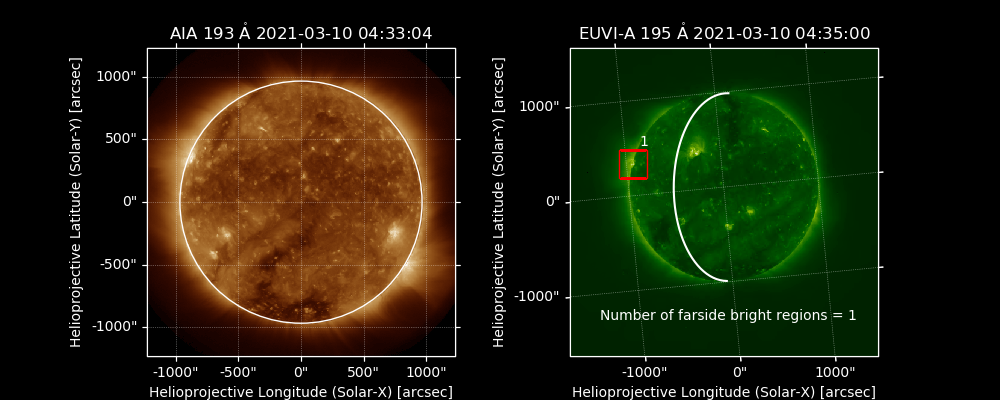 AIA 193 Å 2021-03-10 04:33:04
Helioprojective Latitude (Solar-Y) [arcsec]
1000"
500"
0"
-500"
-1000"
-1000"
-500"
0"
500"
1000"
Helioprojective Longitude (Solar-X) [arcsec]
EUVI-A 195 Å 2021-03-10 04:35:00
Helioprojective Latitude (Solar-Y) [arcsec]
1000"
0"
-1000"
1
Number of farside bright regions = 1
-1000"
0"
1000"
Helioprojective Longitude (Solar-X) [arcsec]